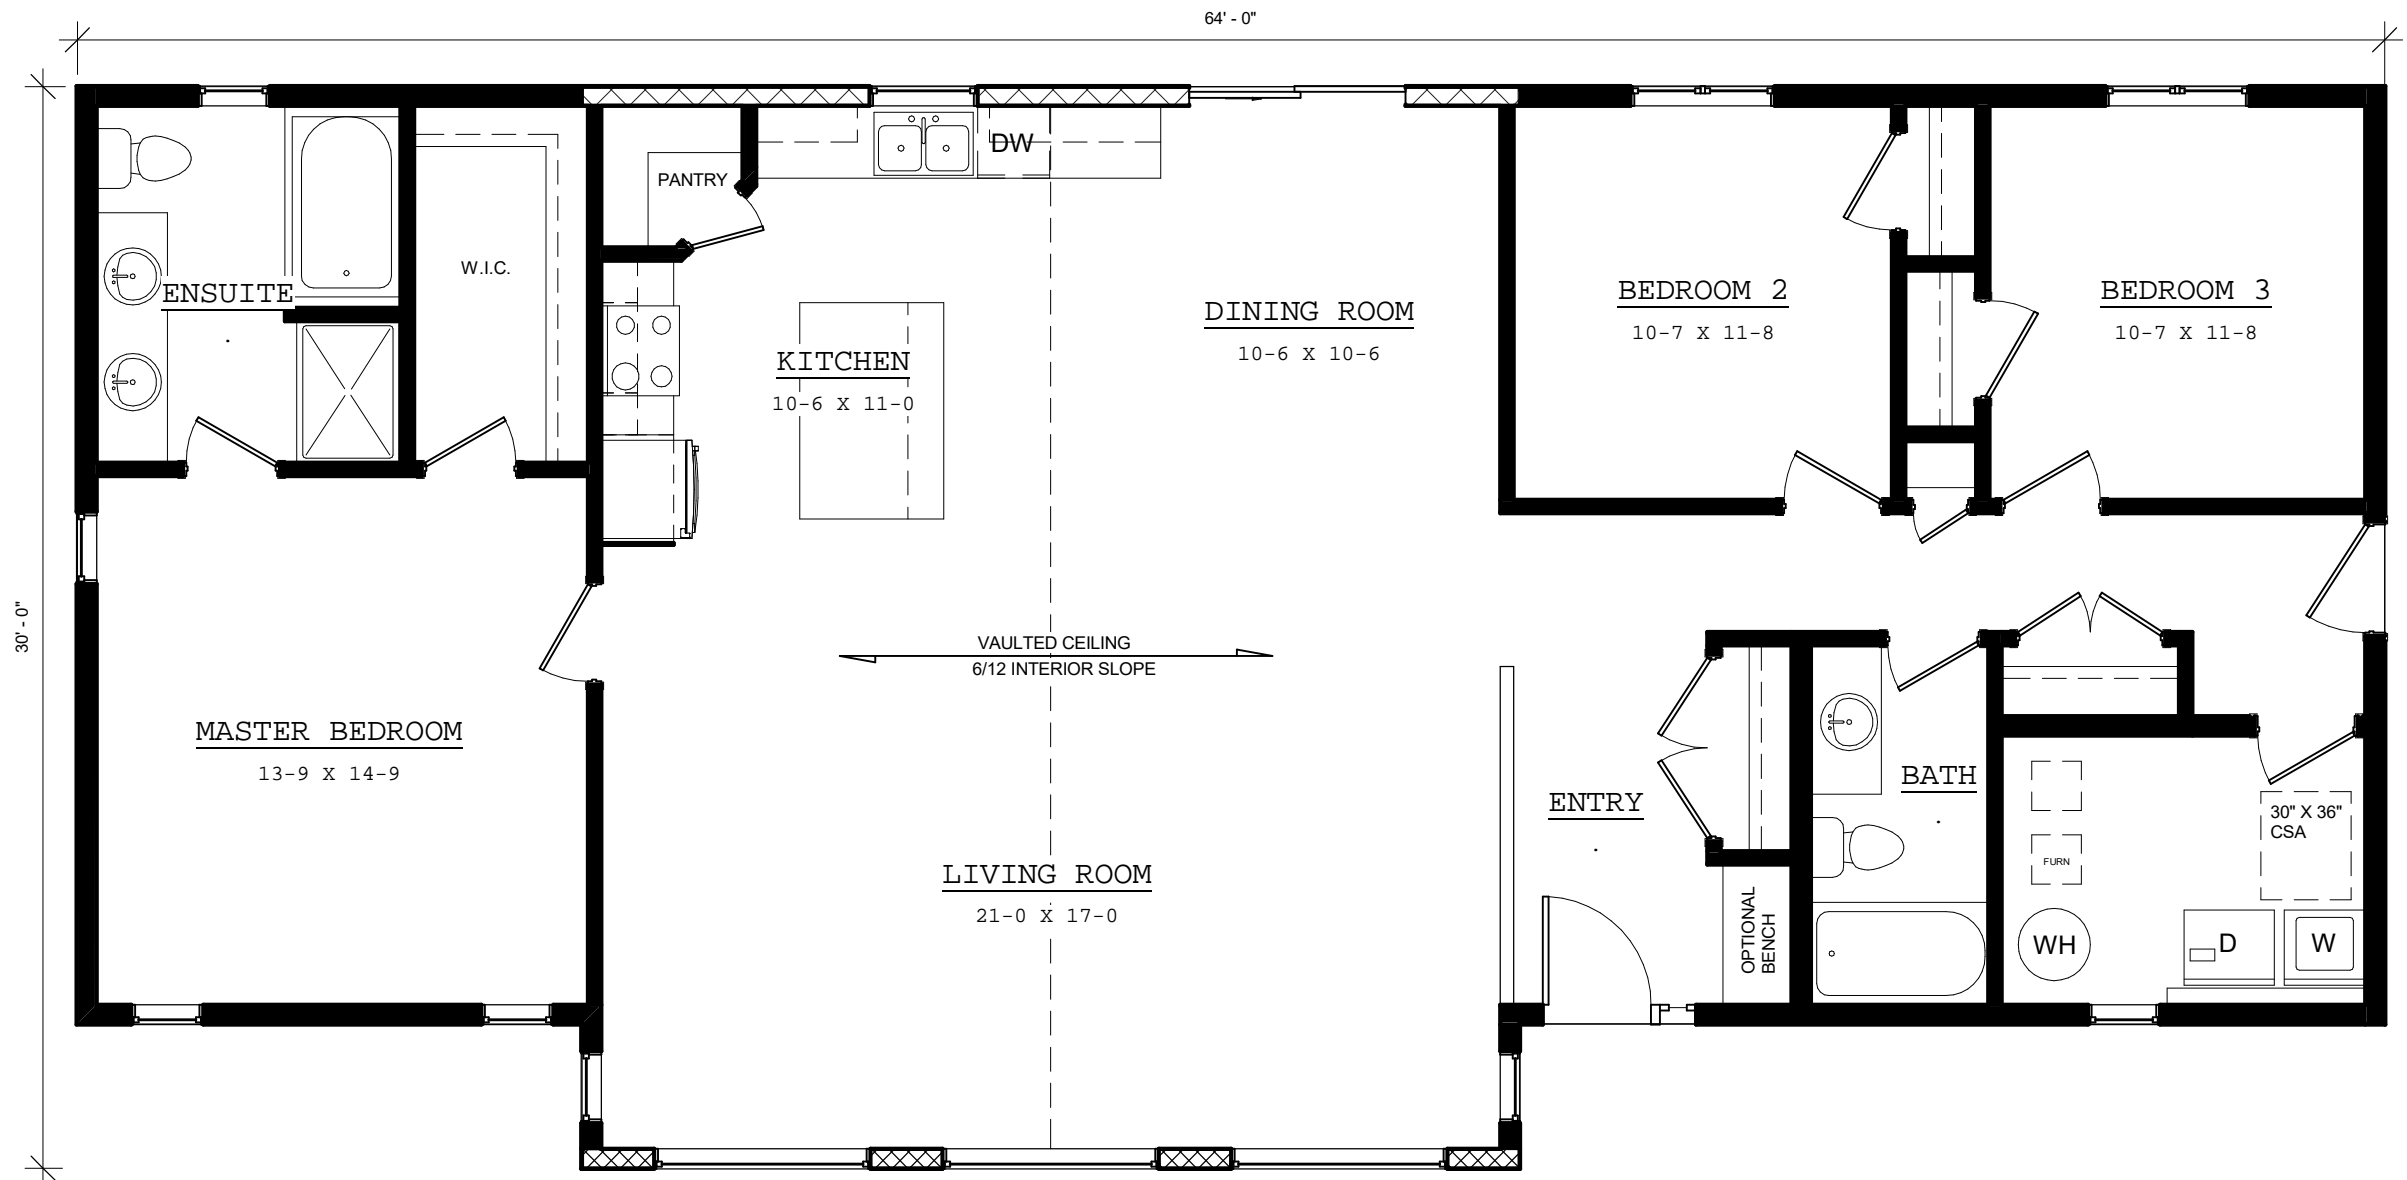 64' - 0"
30' - 0"
PANTRY
DW
W.I.C.
ENSUITE
KITCHEN
10-6 X 11-0
DINING ROOM
10-6 X 10-6
BEDROOM 2
10-7 X 11-8
BEDROOM 3
10-7 X 11-8
VAULTED CEILING
6/12 INTERIOR SLOPE
MASTER BEDROOM
13-9 X 14-9
LIVING ROOM
21-0 X 17-0
ENTRY
OPTIONAL
BENCH
BATH
30" X 36"
CSA
FURN
WH
D
W